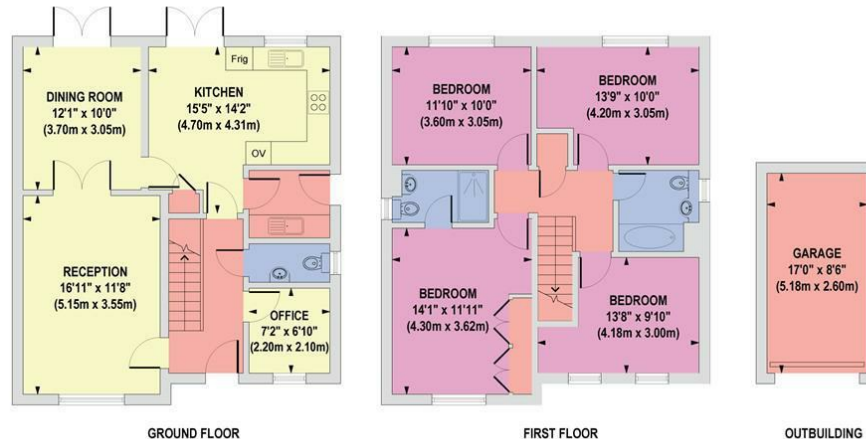 Frig
DINING ROOM
12'1" x 10'0"
(3.70m x 3.05m)
KITCHEN
15'5" x 14'2"
(4.70m x 4.31m)
OV
RECEPTION
16'11" x 11'8"
(5.15m x 3.55m)
OFFICE
7'2" x 6'10"
(2.20m x 2.10m)
GROUND FLOOR
BEDROOM
11'10" x 10'0"
(3.60m x 3.05m)
BEDROOM
13'9" x 10'0"
(4.20m x 3.05m)
BEDROOM
14'1" x 11'11"
(4.30m x 3.62m)
BEDROOM
13'8" x 9'10"
(4.18m x 3.00m)
FIRST FLOOR
GARAGE
17'0" x 8'6"
(5.18m x 2.60m)
OUTBUILDING